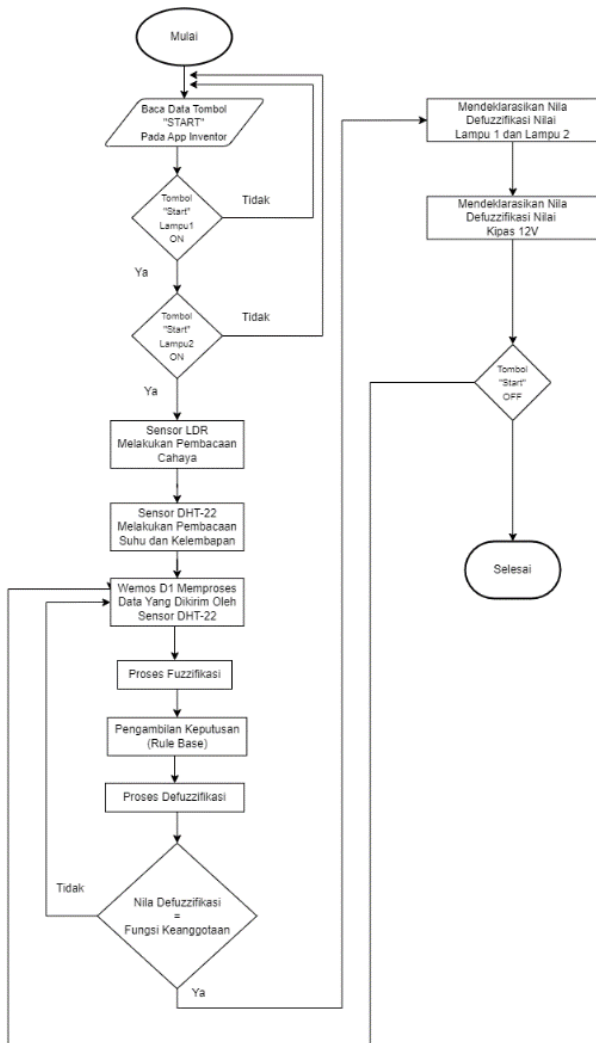 Mulai
Baca Data Tombol
"START"
Pada App Inventor
Tombol
"Start"
Lampu1
ON
Tidak
Ya
Tombol
"Start"
Lampu2
ON
Tidak
Ya
Sensor LDR
Melakukan Pembacaan
Cahaya
Sensor DHT-22
Melakukan Pembacaan
Suhu dan Kelembapan
Wemos D1 Memproses
Data Yang Dikirim Oleh
Sensor DHT-22
Proses Fuzzifikasi
Pengambilan Keputusan
(Rule Base)
Proses Defuzzifikasi
Nila Defuzzifikasi
=
Fungsi Keanggotaan
Tidak
Ya
Mendeklarasikan Nila
Defuzzifikasi Nilai
Lampu 1 dan Lampu 2
Mendeklarasikan Nila
Defuzzifikasi Nilai
Kipas 12V
Tombol
"Start"
OFF
Selesai